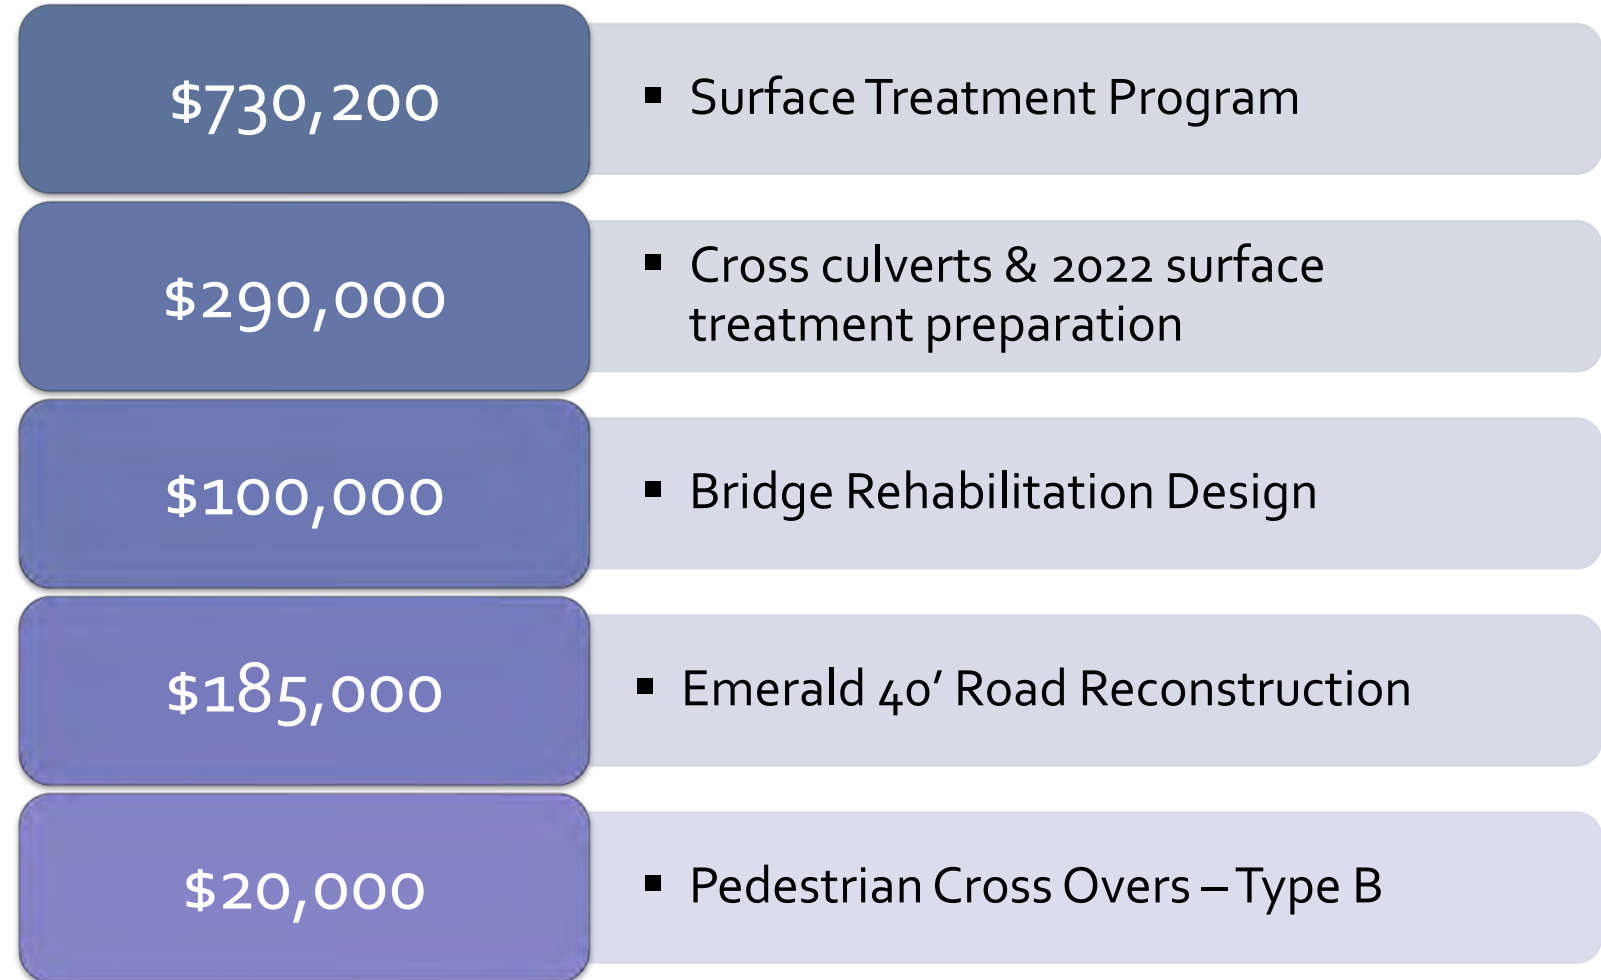 $730,200
▪ Surface Treatment Program
$290,000
▪ Cross culverts & 2022 surface
treatment preparation
$100,000
▪ Bridge Rehabilitation Design
$185,000
▪ Emerald 40’ Road Reconstruction
$20,000
▪ Pedestrian Cross Overs – Type B